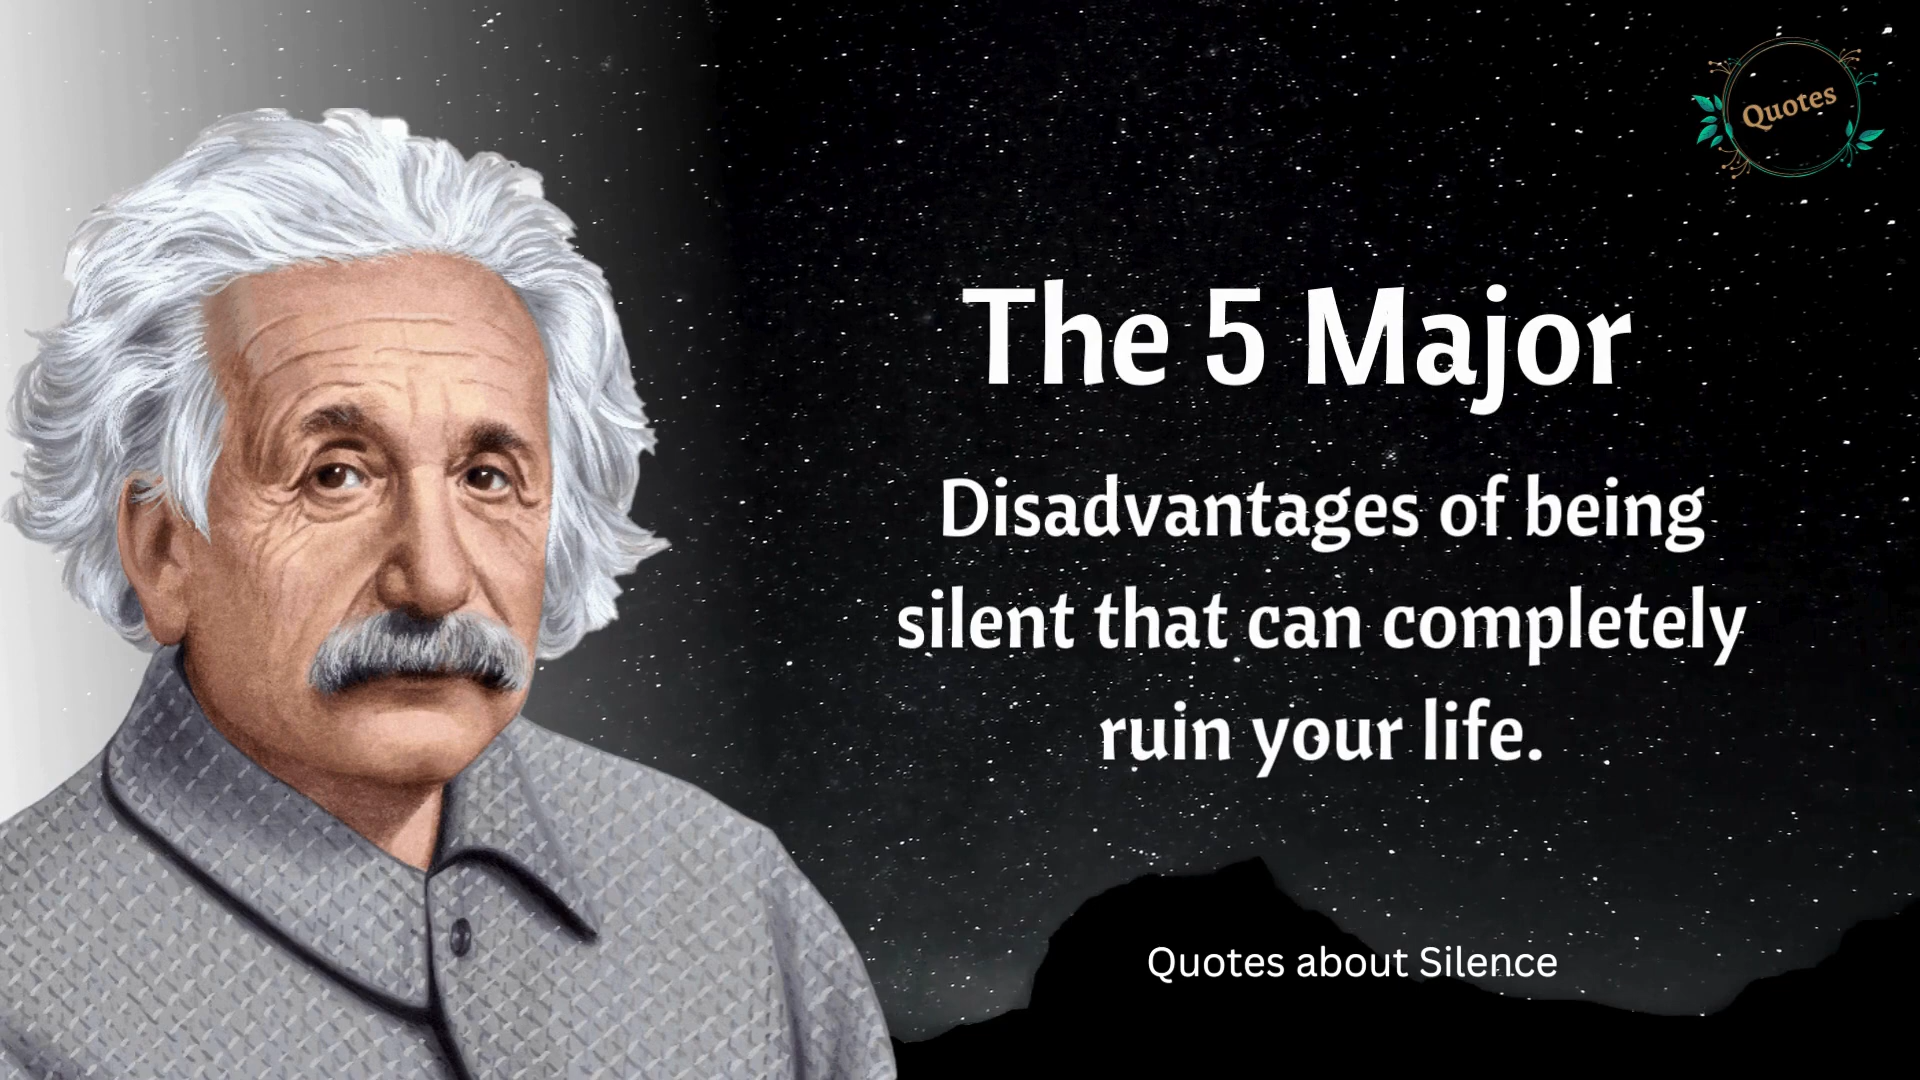 Quotes
The 5 Major
Disadvantages of being
silent that can completely
ruin your life.
Quotes about Silence